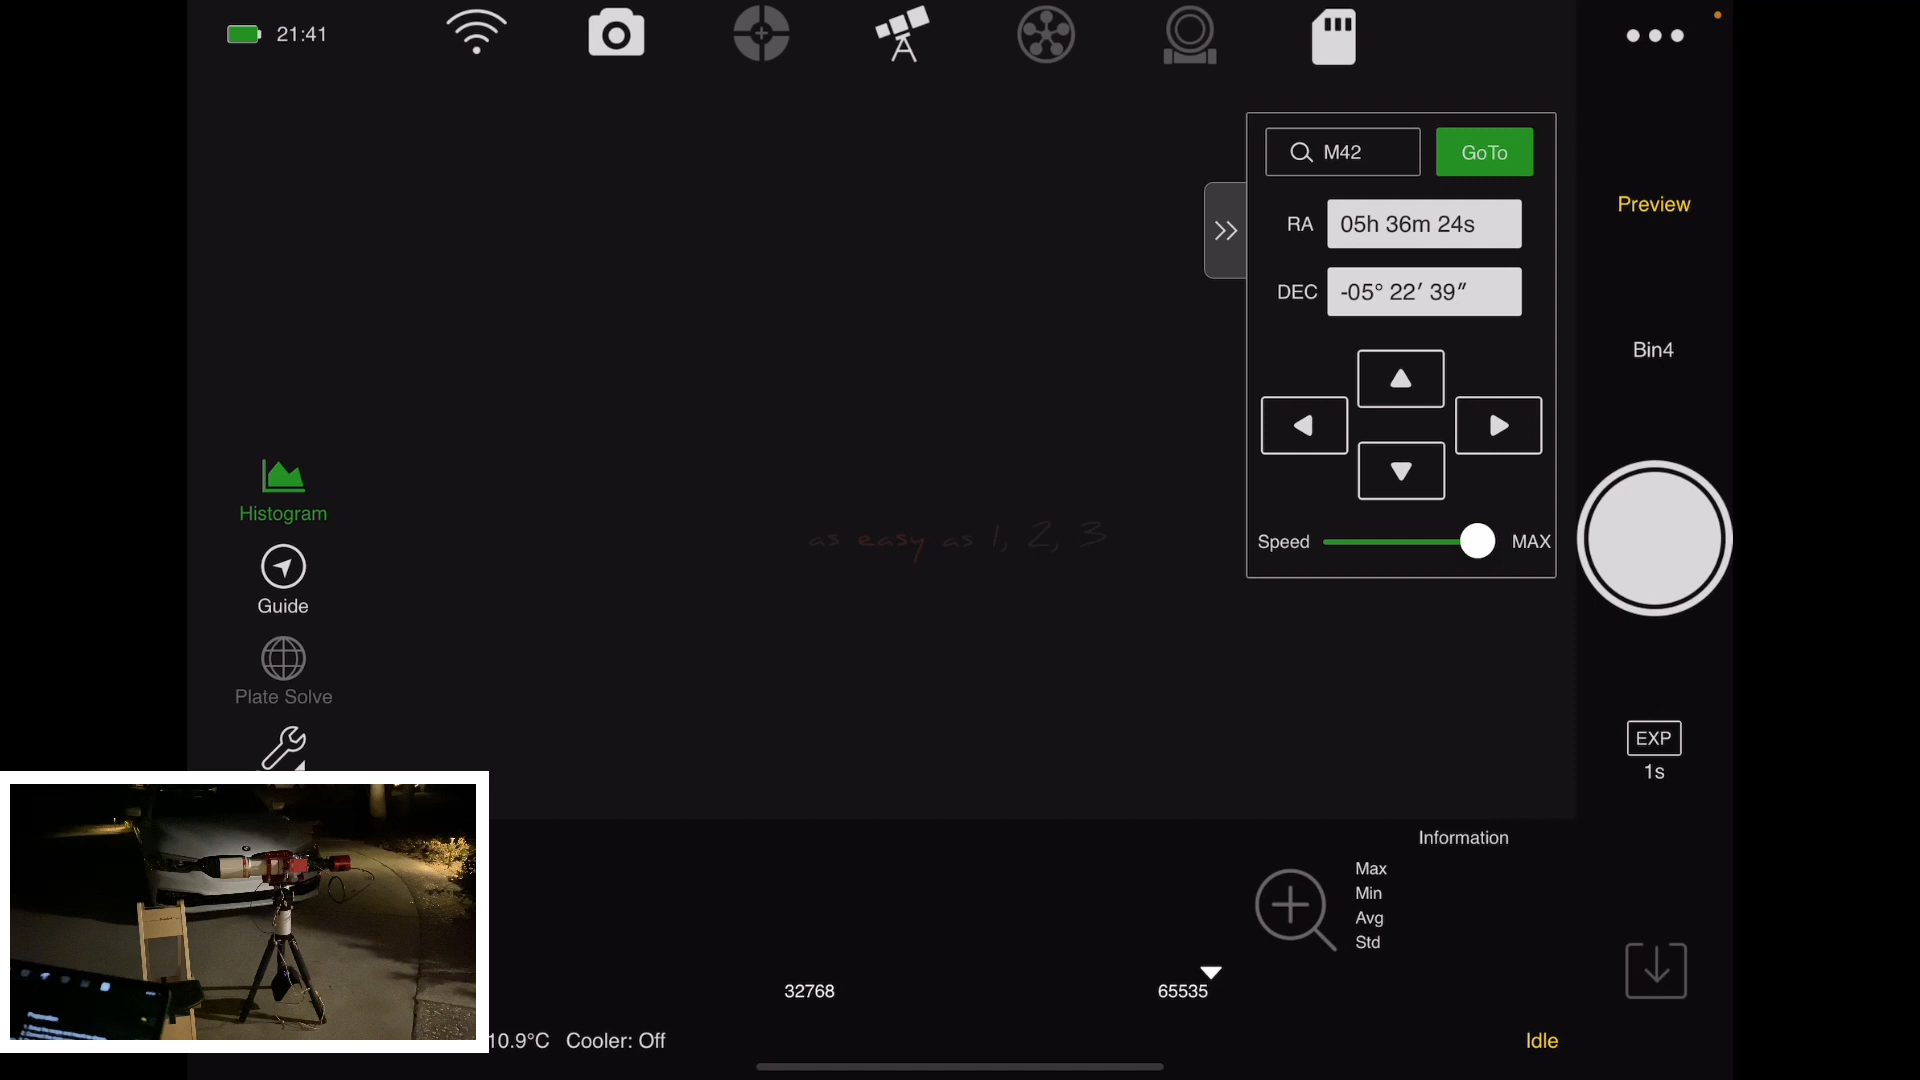 21:41
M42
GoTo
RA
05h 36m 24s
DEC
-05° 22′ 39″
Preview
Bin4
Histogram
Guide
Plate Solve
as easy as 1, 2, 3
Speed
MAX
EXP
1s
Information
Max
Min
Avg
Std
32768
65535
10.9°C
Cooler: Off
Idle
Preparation